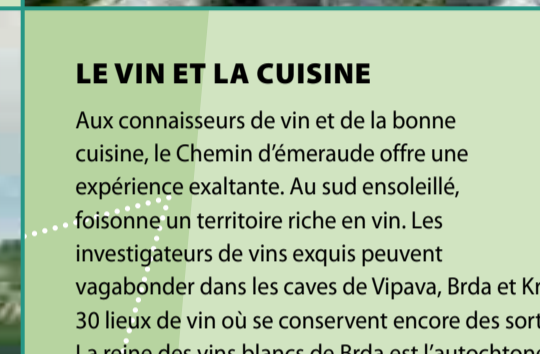 LE VIN ET LA CUISINE
Aux connaisseurs de vin et de la bonne
cuisine, le Chemin d'émeraude offre une
expérience exaltante. Au sud ensoleillé,
foisonne un territoire riche en vin. Les
investigateurs de vins exquis peuvent
vagabonder dans les caves de Vipava, Brda et
30 lieux de vin où se conservent encore des
La reine des vins blancs de Brda est l'autochtone